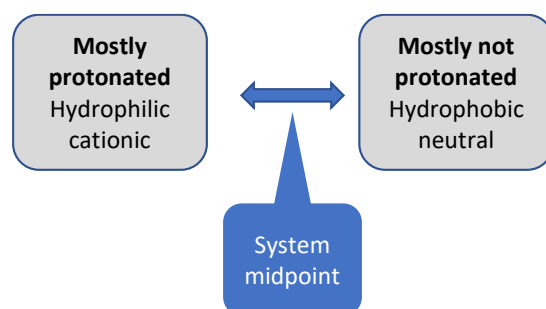 Mostly
protonated
Hydrophilic
cationic
Mostly not
protonated
Hydrophobic
neutral
System
midpoint